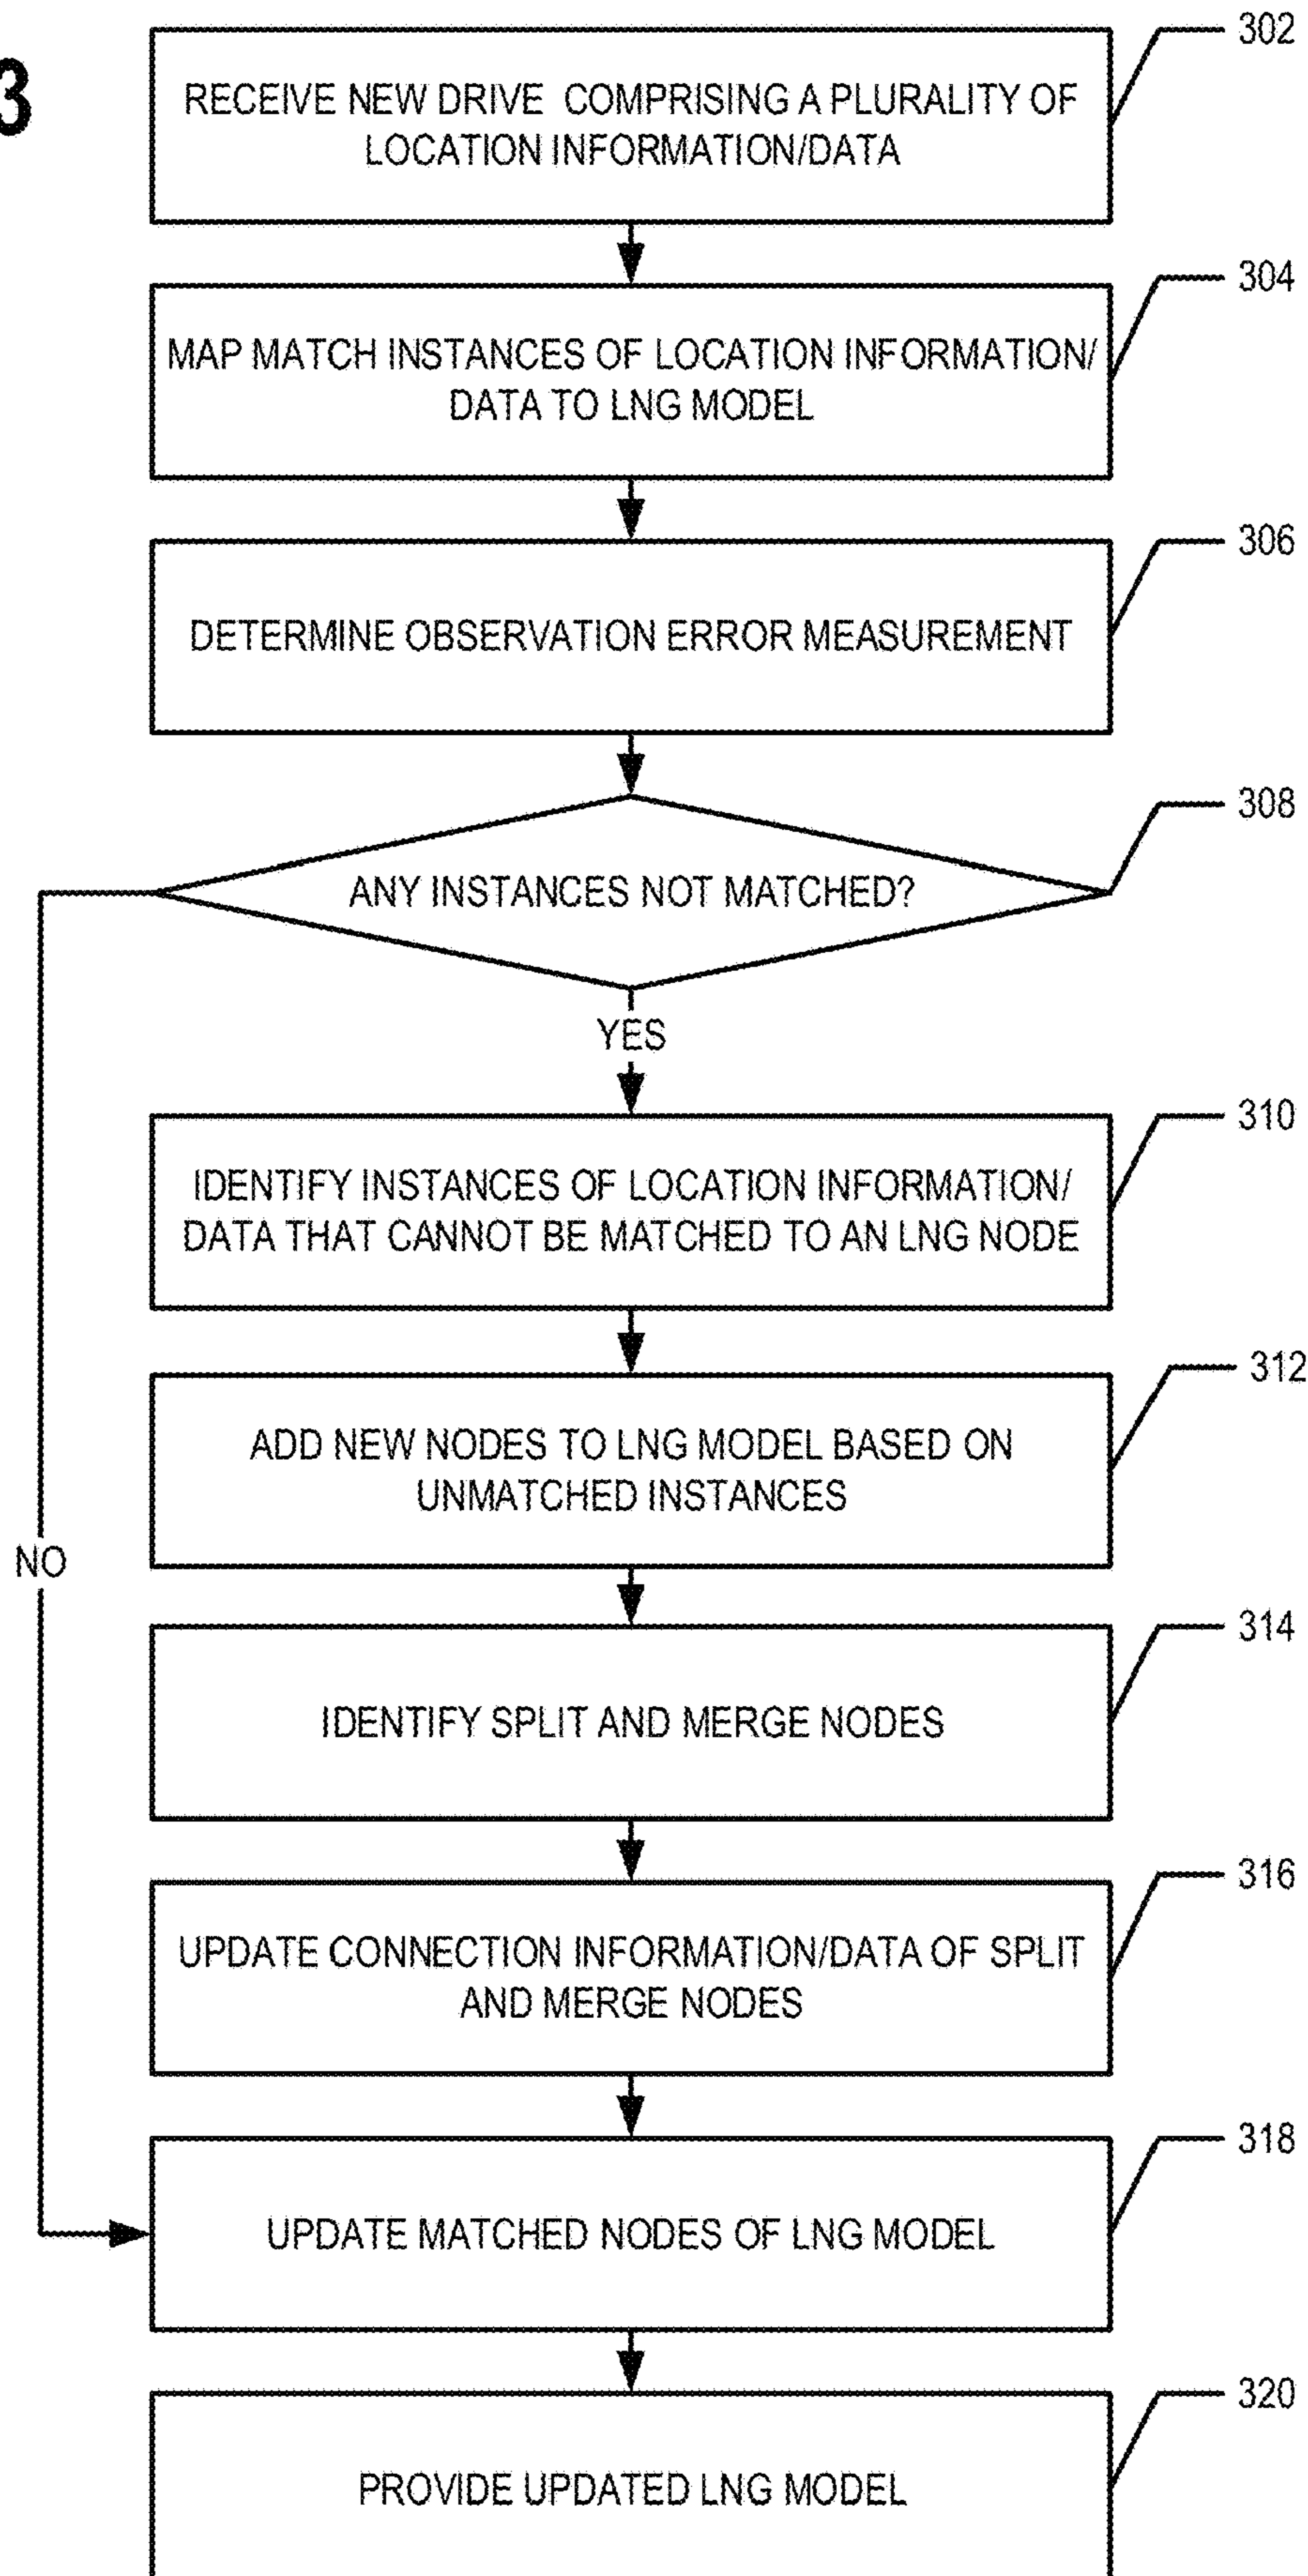 3
302
RECEIVE NEW DRIVE COMPRISING A PLURALITY OF
LOCATION INFORMATION/DATA
304
MAP MATCH INSTANCES OF LOCATION INFORMATION/
DATA TO LNG MODEL
306
DETERMINE OBSERVATION ERROR MEASUREMENT
308
ANY INSTANCES NOT MATCHED?
YES
310
IDENTIFY INSTANCES OF LOCATION INFORMATION/
DATA THAT CANNOT BE MATCHED TO AN LNG NODE
312
ADD NEW NODES TO LNG MODEL BASED ON
UNMATCHED INSTANCES
NO
314
IDENTIFY SPLIT AND MERGE NODES
316
UPDATE CONNECTION INFORMATION/DATA OF SPLIT
AND MERGE NODES
318
UPDATE MATCHED NODES OF LNG MODEL
320
PROVIDE UPDATED LNG MODEL